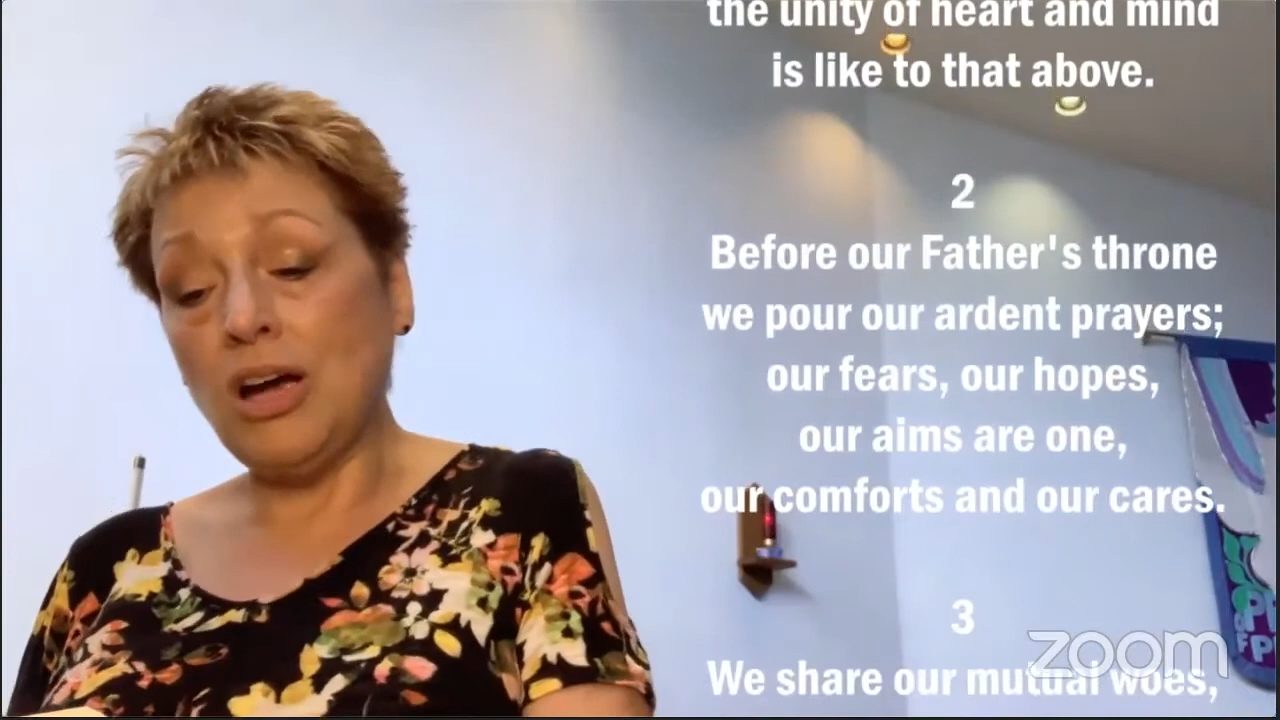 the unity of heart and mind
is like to that above.
2
Before our Father's throne
we pour our ardent prayers;
our fears, our hopes,
our aims are one,
our comforts and our cares.
3
We share our mutual woes,
zoom